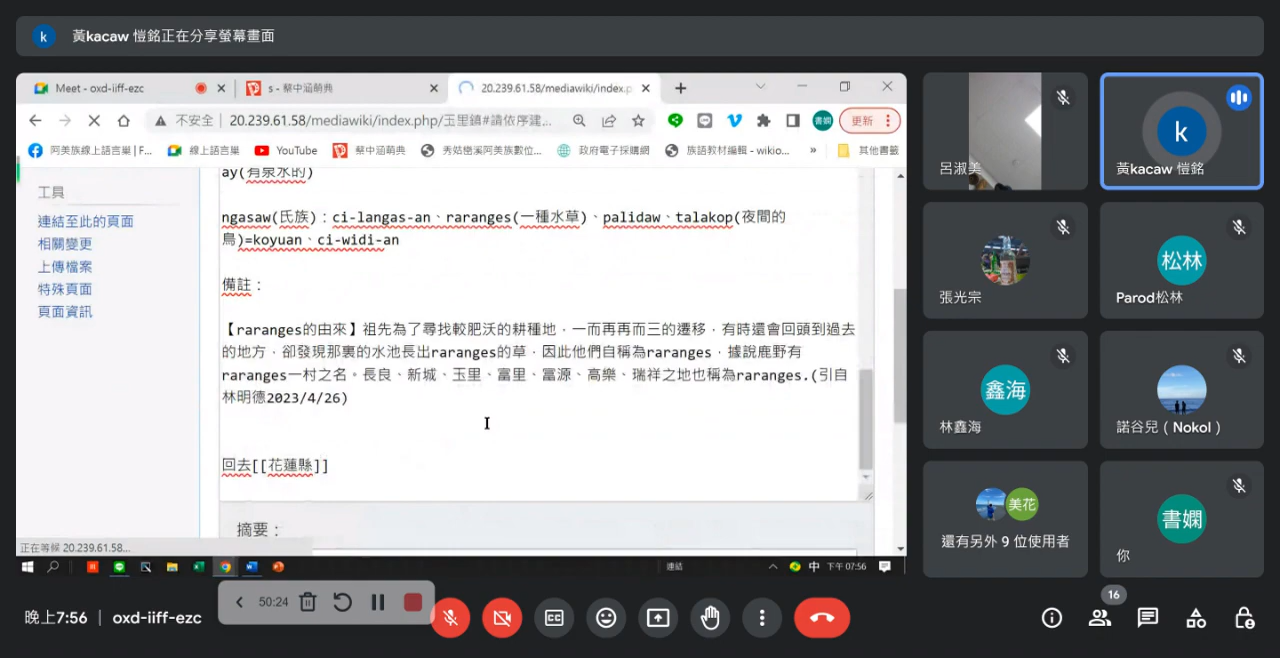 k 黃kacaw 愷銘正在分享螢幕畫面
Meet - oxd-iiff-ezc
s - 蔡中涵萌典
20.239.61.58/mediawiki/index.p
不安全 | 20.239.61.58/mediawiki/index.php/玉里鎮#請依序建...
書嫻
更新
阿美族線上語言巢 | F...
線上語言巢
YouTube
蔡中涵萌典
秀姑巒溪阿美族數位...
政府電子採購網
族語教材編輯 - wikio...
»
其他書籤
工具
連結至此的頁面
相關變更
上傳檔案
特殊頁面
頁面資訊
ay(有泉水的)
ngasaw(氏族)：ci-langas-an、raranges(一種水草)、palidaw、talakop(夜間的
鳥)=koyuan、ci-widi-an
備註：
【raranges的由來】祖先為了尋找較肥沃的耕種地，一而再再而三的遷移，有時還會回頭到過去
的地方，卻發現那裏的水池長出raranges的草，因此他們自稱為raranges，據說鹿野有
raranges一村之名。長良、新城、玉里、富里、富源、高樂、瑞祥之地也稱為raranges.(引自
林明德2023/4/26)
回去[[花蓮縣]]
摘要：
正在等候 20.239.61.58...
連結
中 下午 07:56
呂淑美
k
黃kacaw 愷銘
張光宗
松林
Parod松林
鑫海
林鑫海
諾谷兒 ( Nokol )
美花
還有另外 9 位使用者
書嫻
你
晚上7:56 | oxd-iiff-ezc
50:24
16